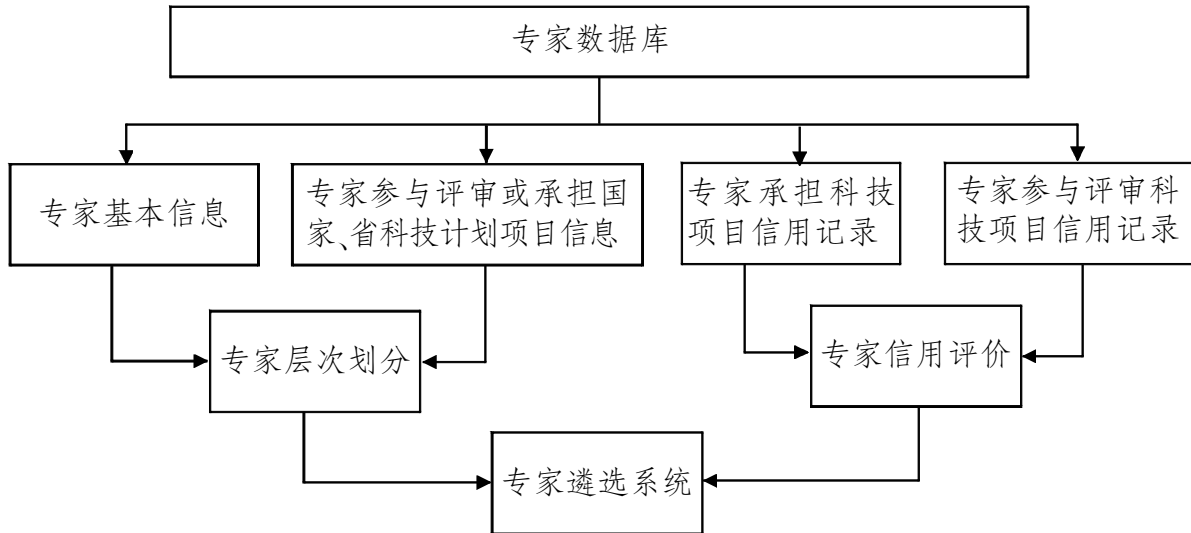 专家数据库
专家基本信息
专家参与评审或承担国
家、省科技计划项目信息
专家承担科技
项目信用记录
专家参与评审科
技项目信用记录
专家层次划分
专家信用评价
专家遴选系统